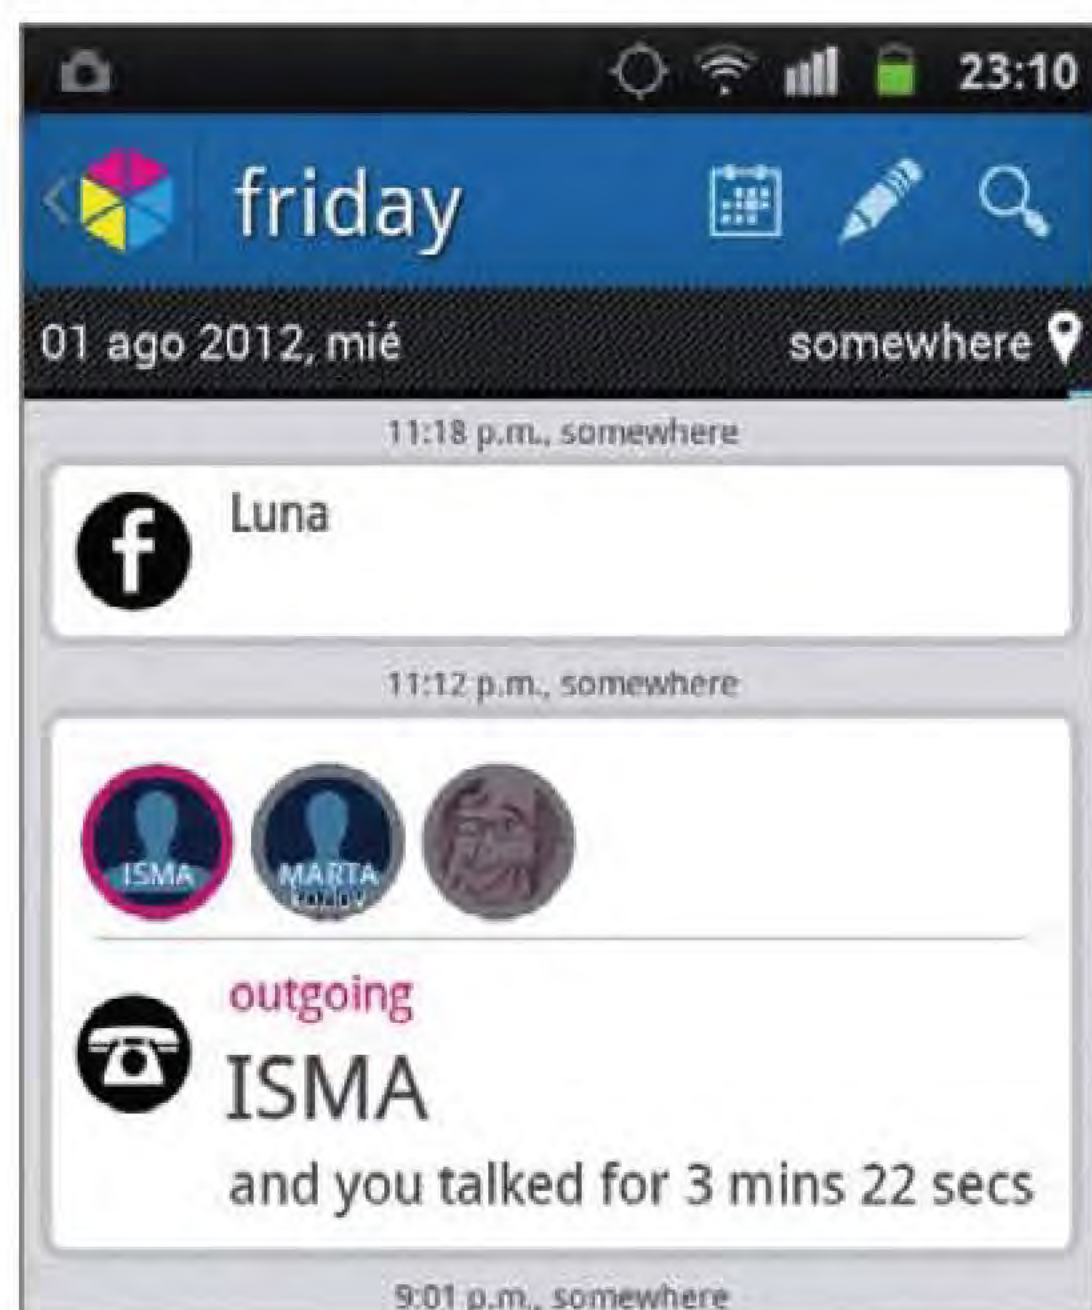 23:10
friday
01 ago 2012, mié
somewhere
11:18 p.m., somewhere
f
Luna
11:12 p.m., somewhere
ISMA
MARTA
outgoing
ISMA
and you talked for 3 mins 22 secs
9:01 p.m., somewhere